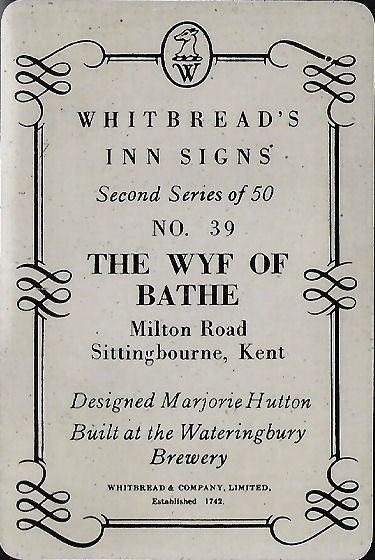 W
WHITBREAD'S
INN SIGNS
Second Series of 50
NO. 39
THE WYF OF
BATHE
Milton Road
Sittingbourne, Kent
Designed Marjorie Hutton
Built at the Wateringbury
Brewery
WHITBREAD & COMPANY, LIMITED,
Established 1742.